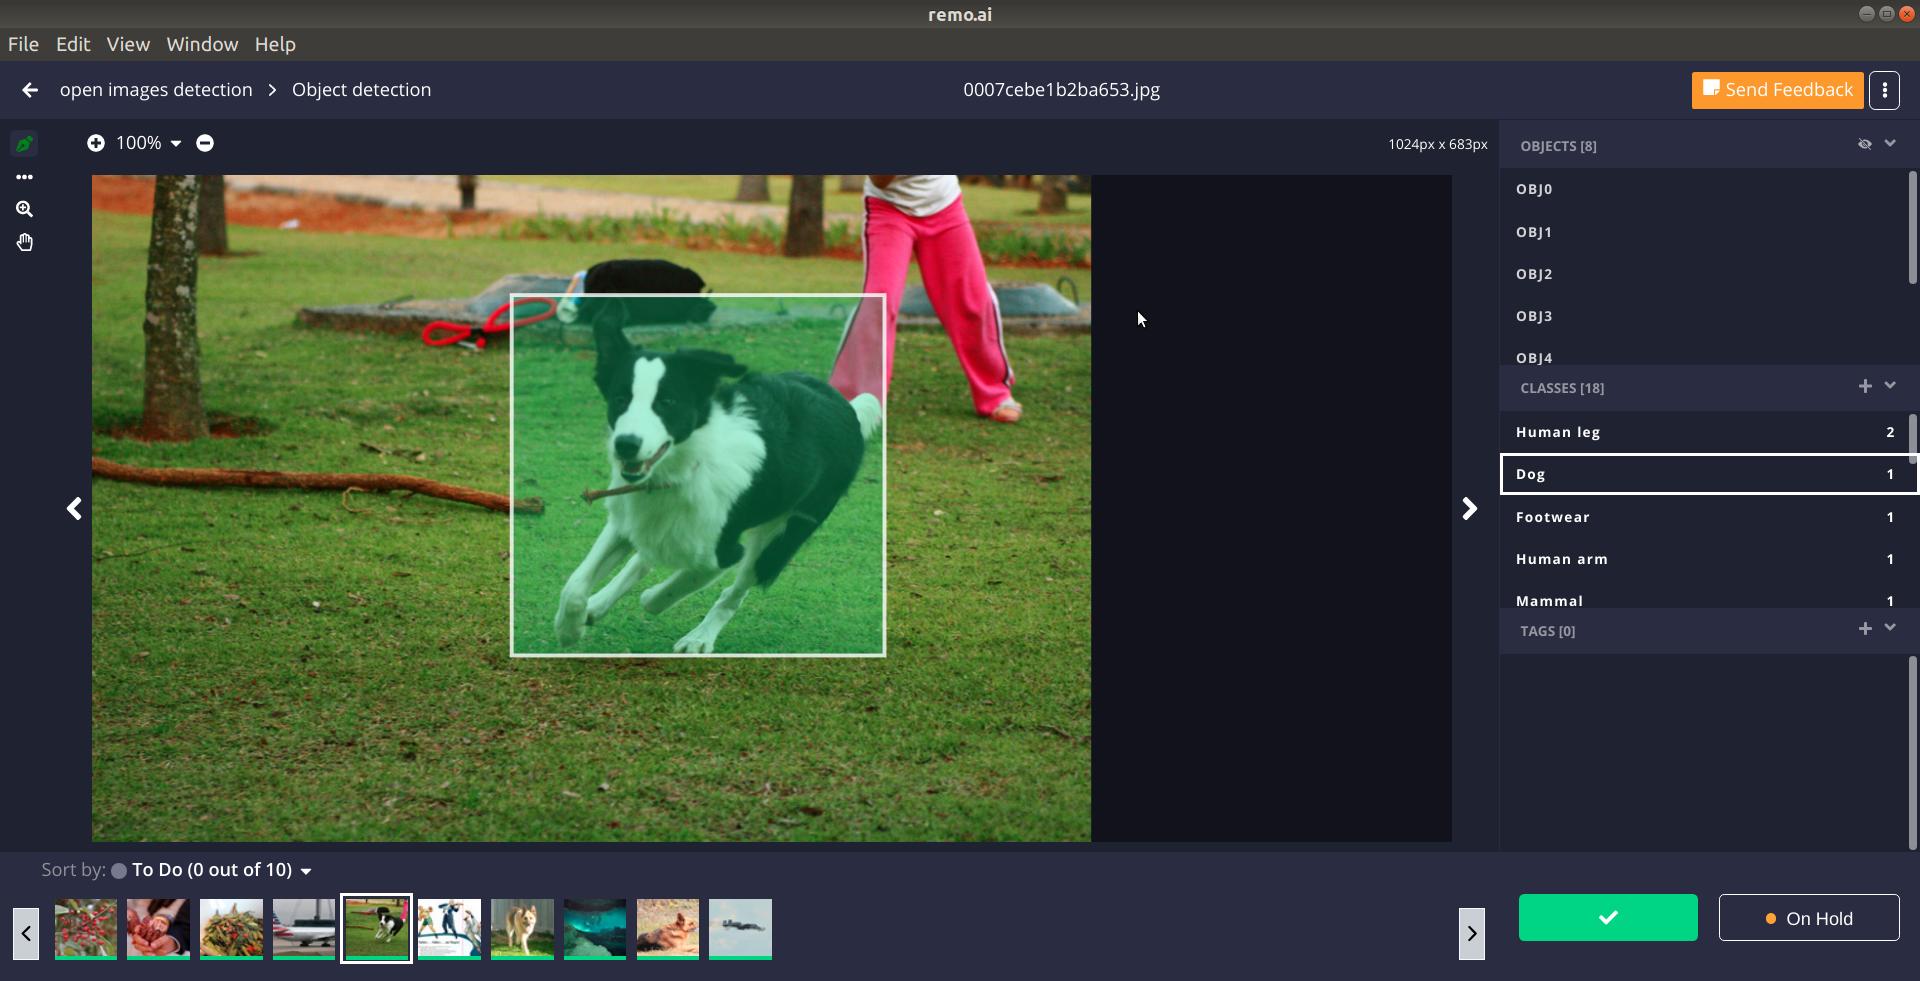 remo.ai
File Edit View Window Help
open images detection > Object detection
0007cebe1b2ba653.jpg
Send Feedback
100%
1024px x 683px
OBJECTS [8]
OBJ0
OBJ1
OBJ2
OBJ3
OBJ4
CLASSES [18]
Human leg 2
Dog 1
Footwear 1
Human arm 1
Mammal 1
TAGS [0]
Sort by: To Do (0 out of 10)
On Hold